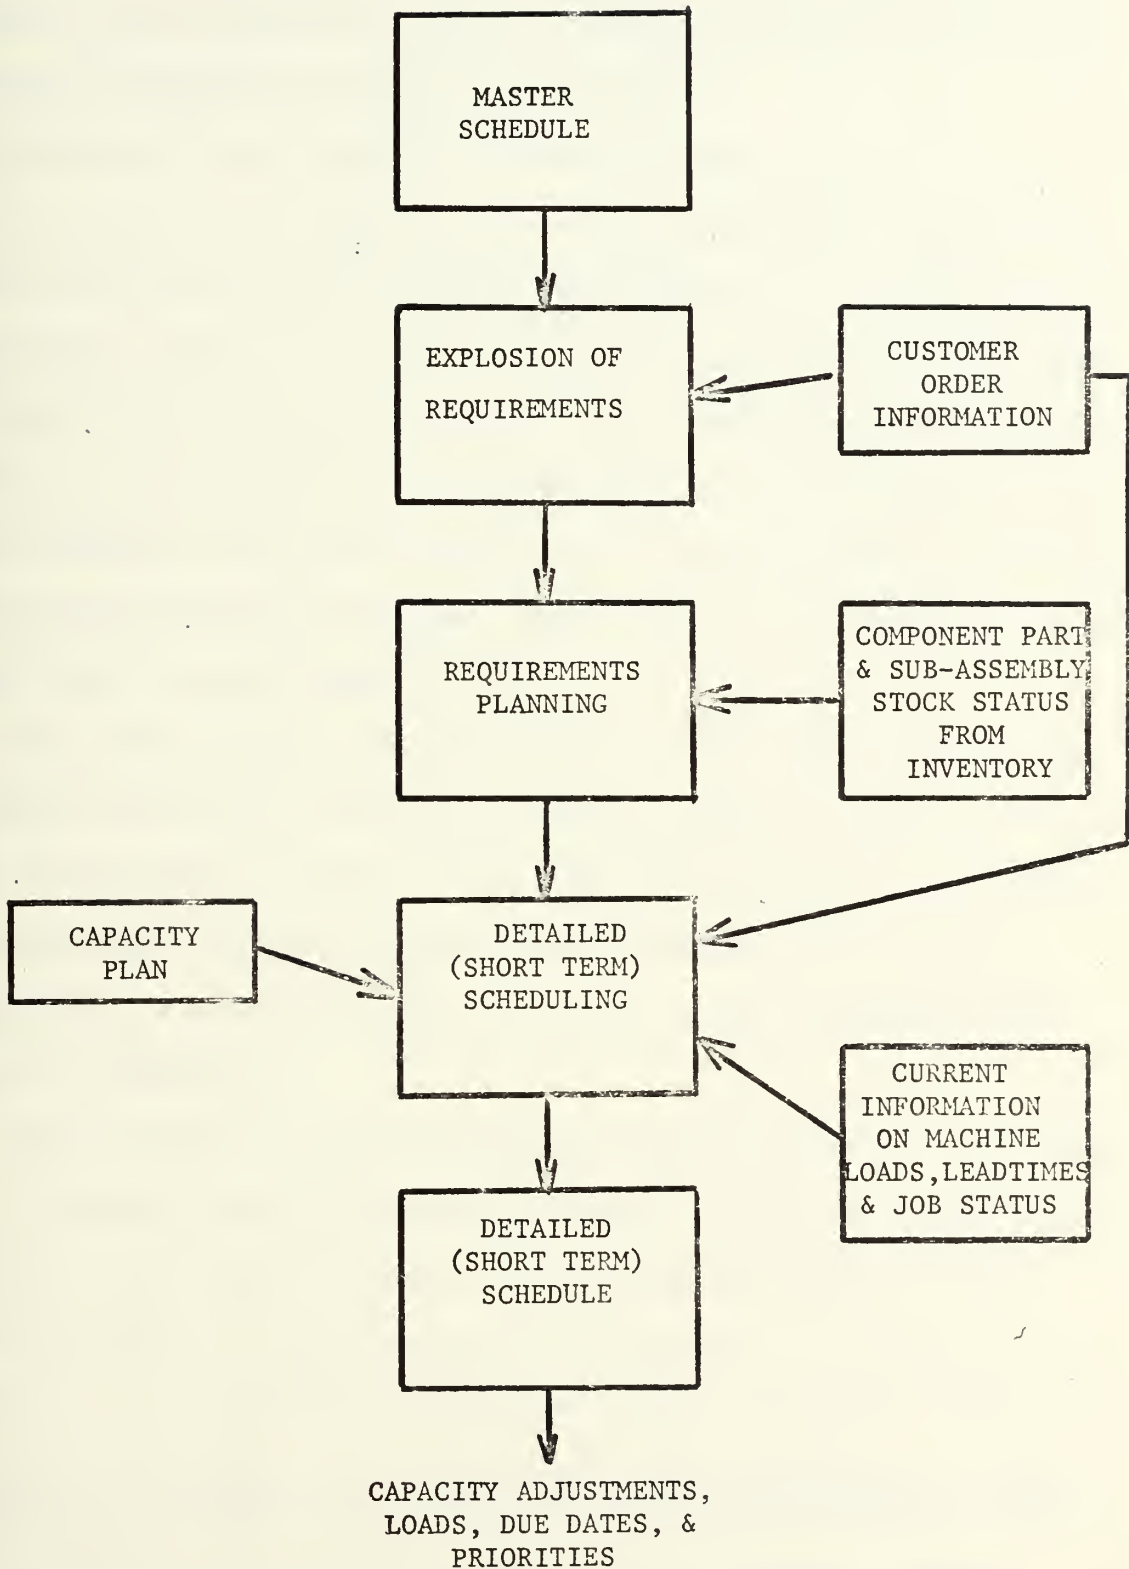 MASTER
SCHEDULE
EXPLOSION OF
REQUIREMENTS
CUSTOMER
ORDER
INFORMATION
REQUIREMENTS
PLANNING
COMPONENT PART
& SUB-ASSEMBLY
STOCK STATUS
FROM
INVENTORY
CAPACITY
PLAN
DETAILED
(SHORT TERM)
SCHEDULING
CURRENT
INFORMATION
ON MACHINE
LOADS, LEADTIMES
& JOB STATUS
DETAILED
(SHORT TERM)
SCHEDULE
CAPACITY ADJUSTMENTS,
LOADS, DUE DATES, &
PRIORITIES